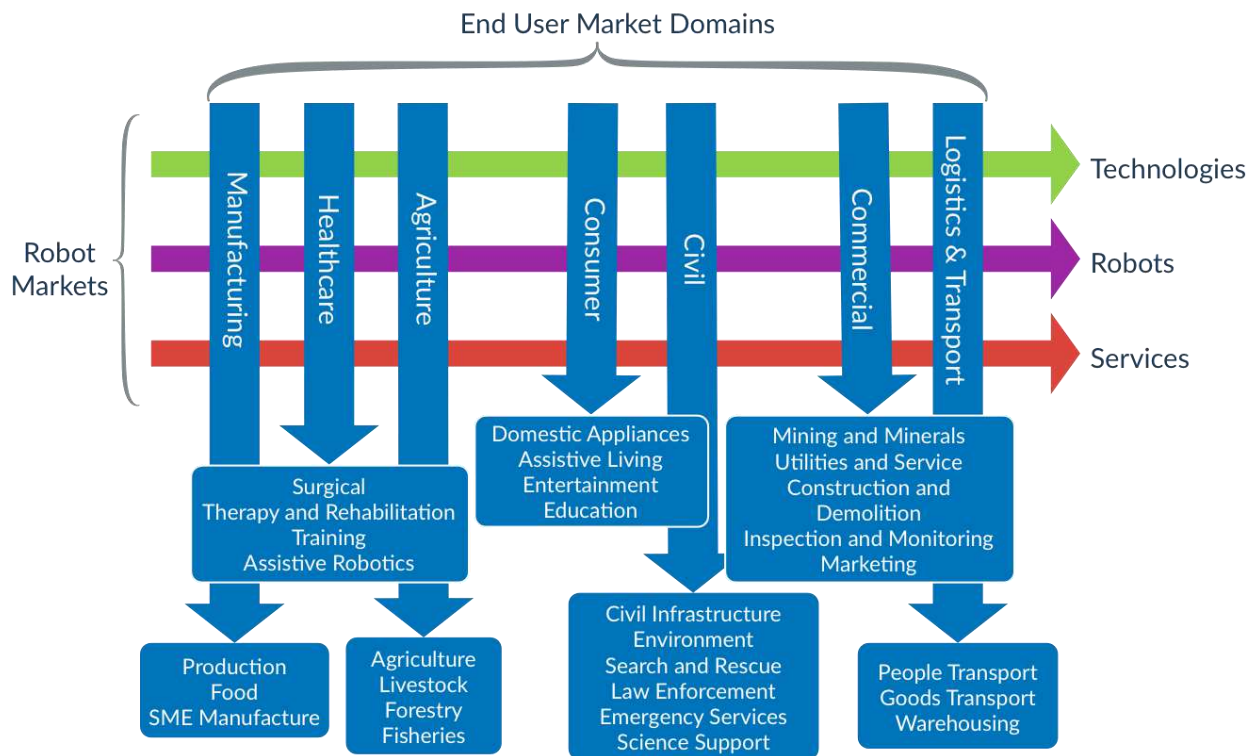 End User Market Domains
Robot
Markets
Manufacturing
Healthcare
Agriculture
Consumer
Civil
Commercial
Logistics & Transport
Technologies
Robots
Services
Surgical
Therapy and Rehabilitation
Training
Assistive Robotics
Domestic Appliances
Assistive Living
Entertainment
Education
Mining and Minerals
Utilities and Service
Construction and
Demolition
Inspection and Monitoring
Marketing
Production
Food
SME Manufacture
Agriculture
Livestock
Forestry
Fisheries
Civil Infrastructure
Environment
Search and Rescue
Law Enforcement
Emergency Services
Science Support
People Transport
Goods Transport
Warehousing